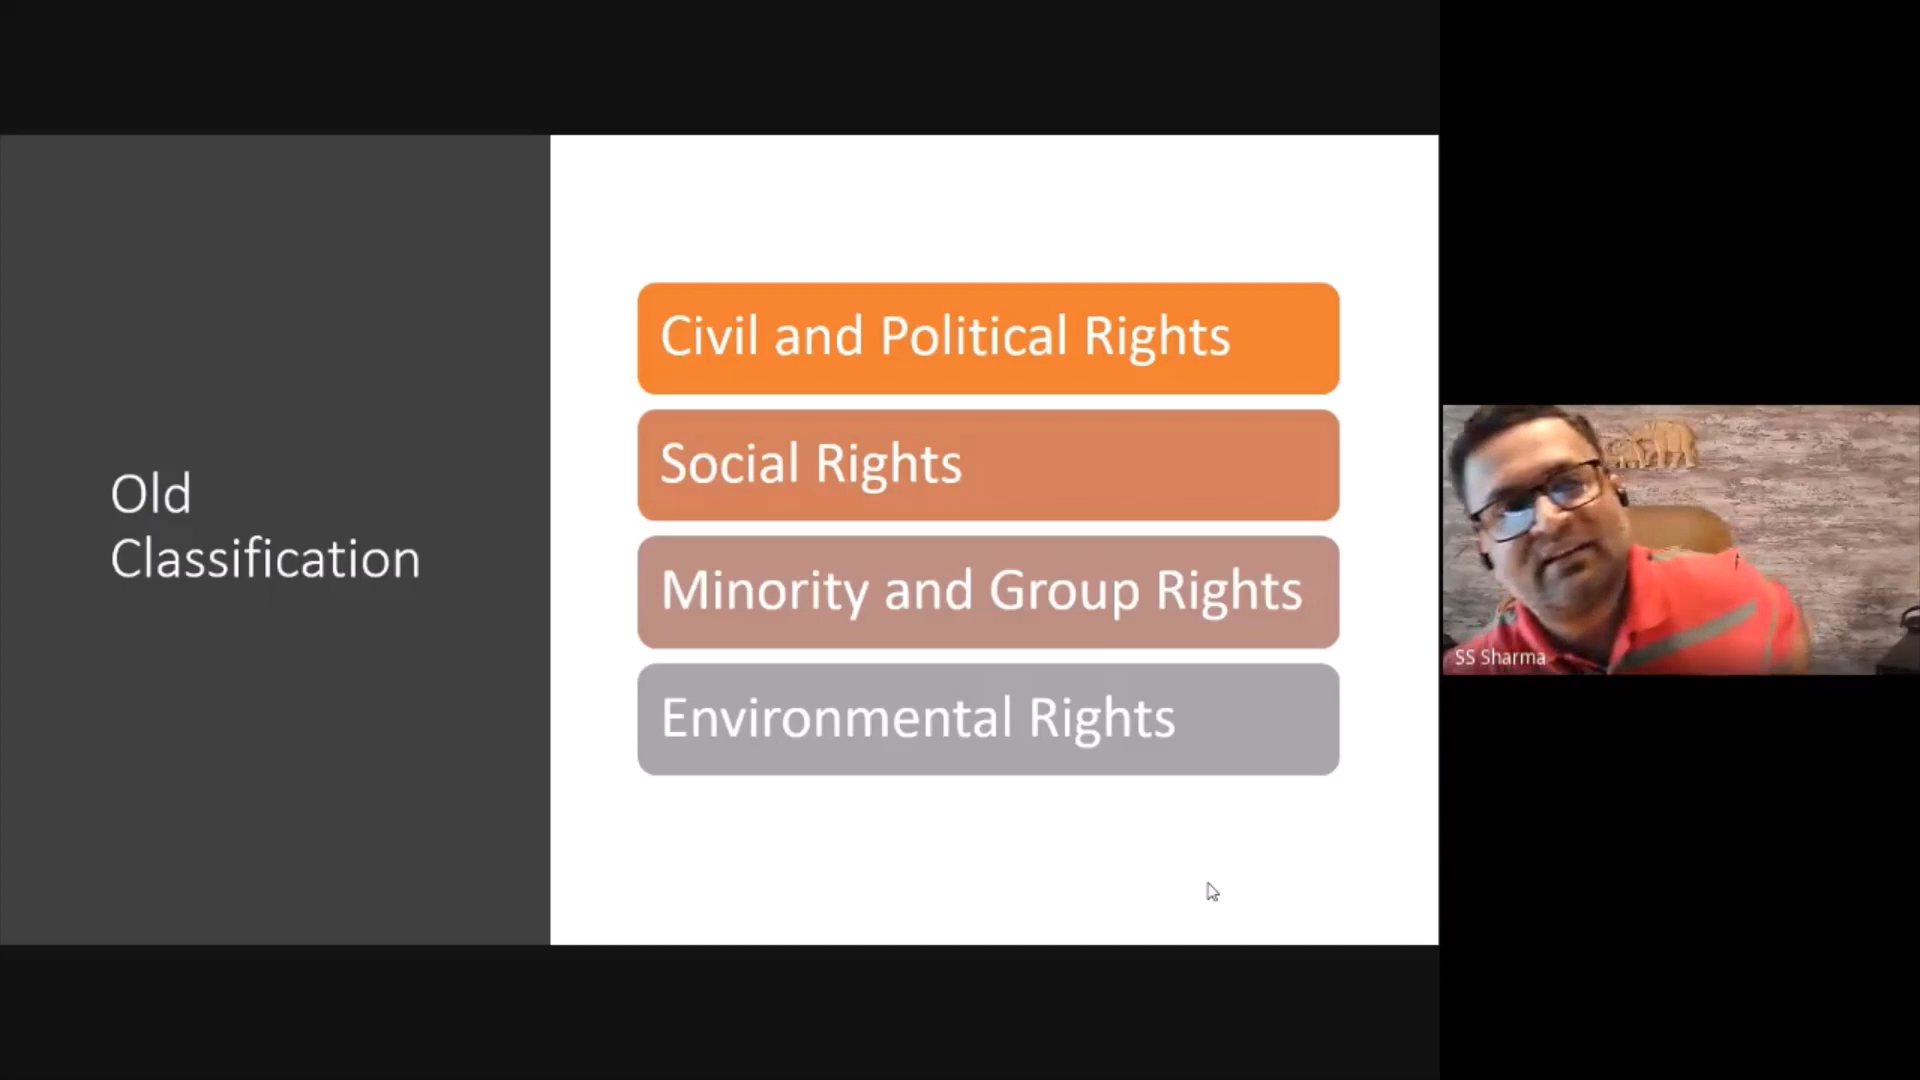 Old
Classification
Civil and Political Rights
Social Rights
Minority and Group Rights
Environmental Rights
SS Sharma